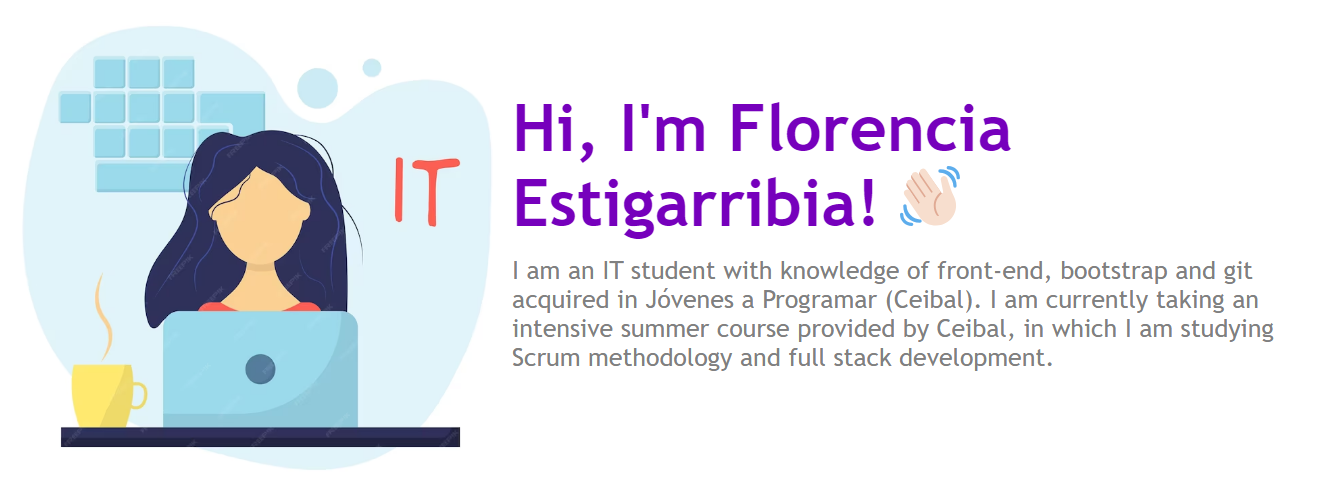 IT
Hi, I'm Florencia
Estigarribia! 👋🏻
I am an IT student with knowledge of front-end, bootstrap and git
acquired in Jóvenes a Programar (Ceibal). I am currently taking an
intensive summer course provided by Ceibal, in which I am studying
Scrum methodology and full stack development.